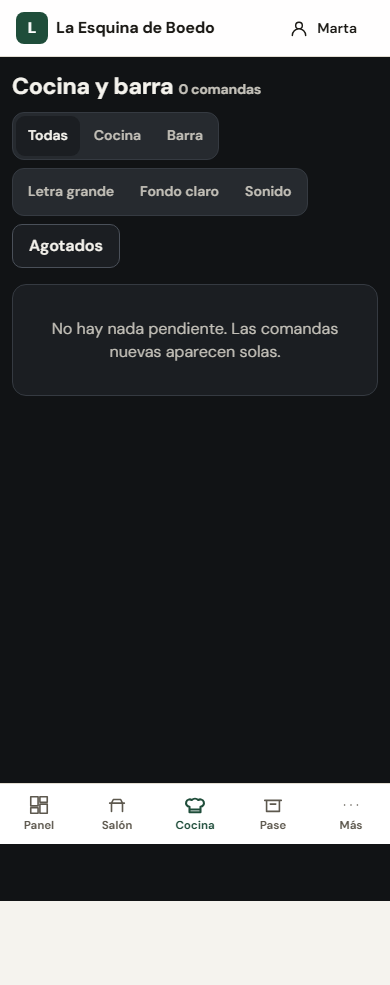 L La Esquina de Boedo Marta
Cocina y barra 0 comandas
Todas Cocina Barra
Letra grande Fondo claro Sonido
Agotados
No hay nada pendiente. Las comandas
nuevas aparecen solas.
Panel Salón Cocina Pase Más